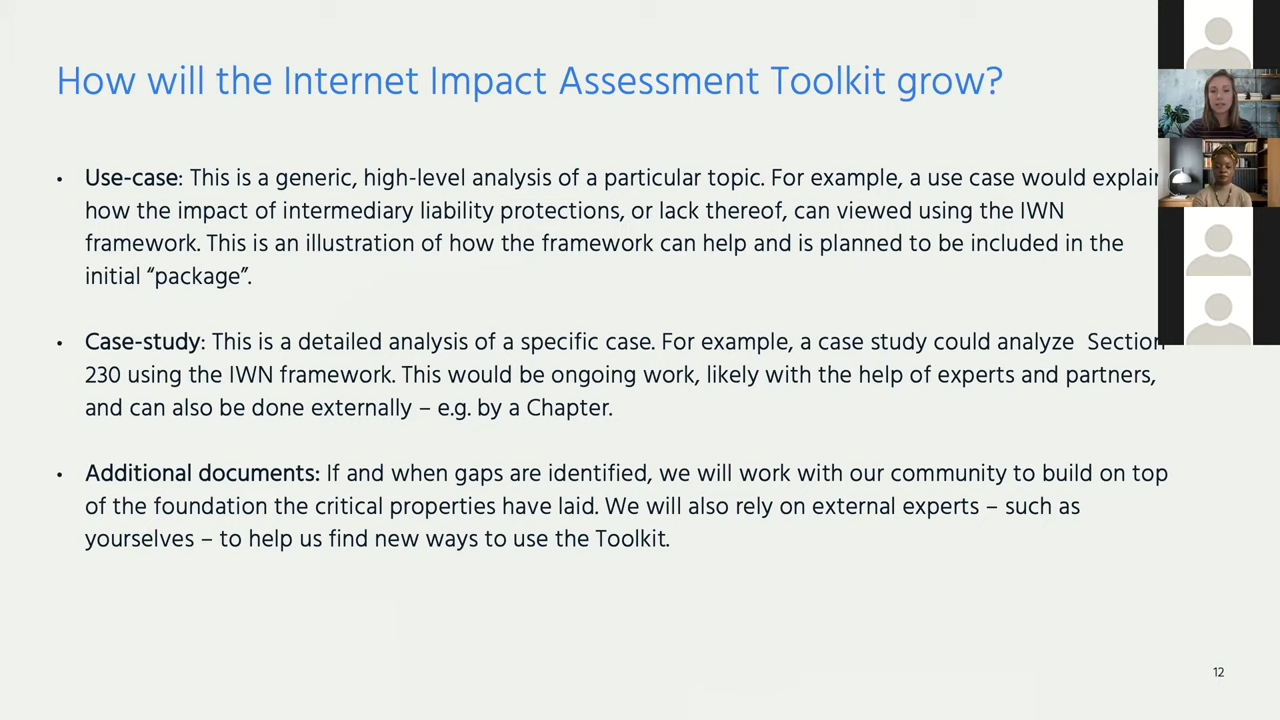 How will the Internet Impact Assessment Toolkit grow?
• Use-case: This is a generic, high-level analysis of a particular topic. For example, a use case would explain
how the impact of intermediary liability protections, or lack thereof, can viewed using the IWN
framework. This is an illustration of how the framework can help and is planned to be included in the
initial “package”.
• Case-study: This is a detailed analysis of a specific case. For example, a case study could analyze  Section
230 using the IWN framework. This would be ongoing work, likely with the help of experts and partners,
and can also be done externally – e.g. by a Chapter.
• Additional documents: If and when gaps are identified, we will work with our community to build on top
of the foundation the critical properties have laid. We will also rely on external experts – such as
yourselves – to help us find new ways to use the Toolkit.
12